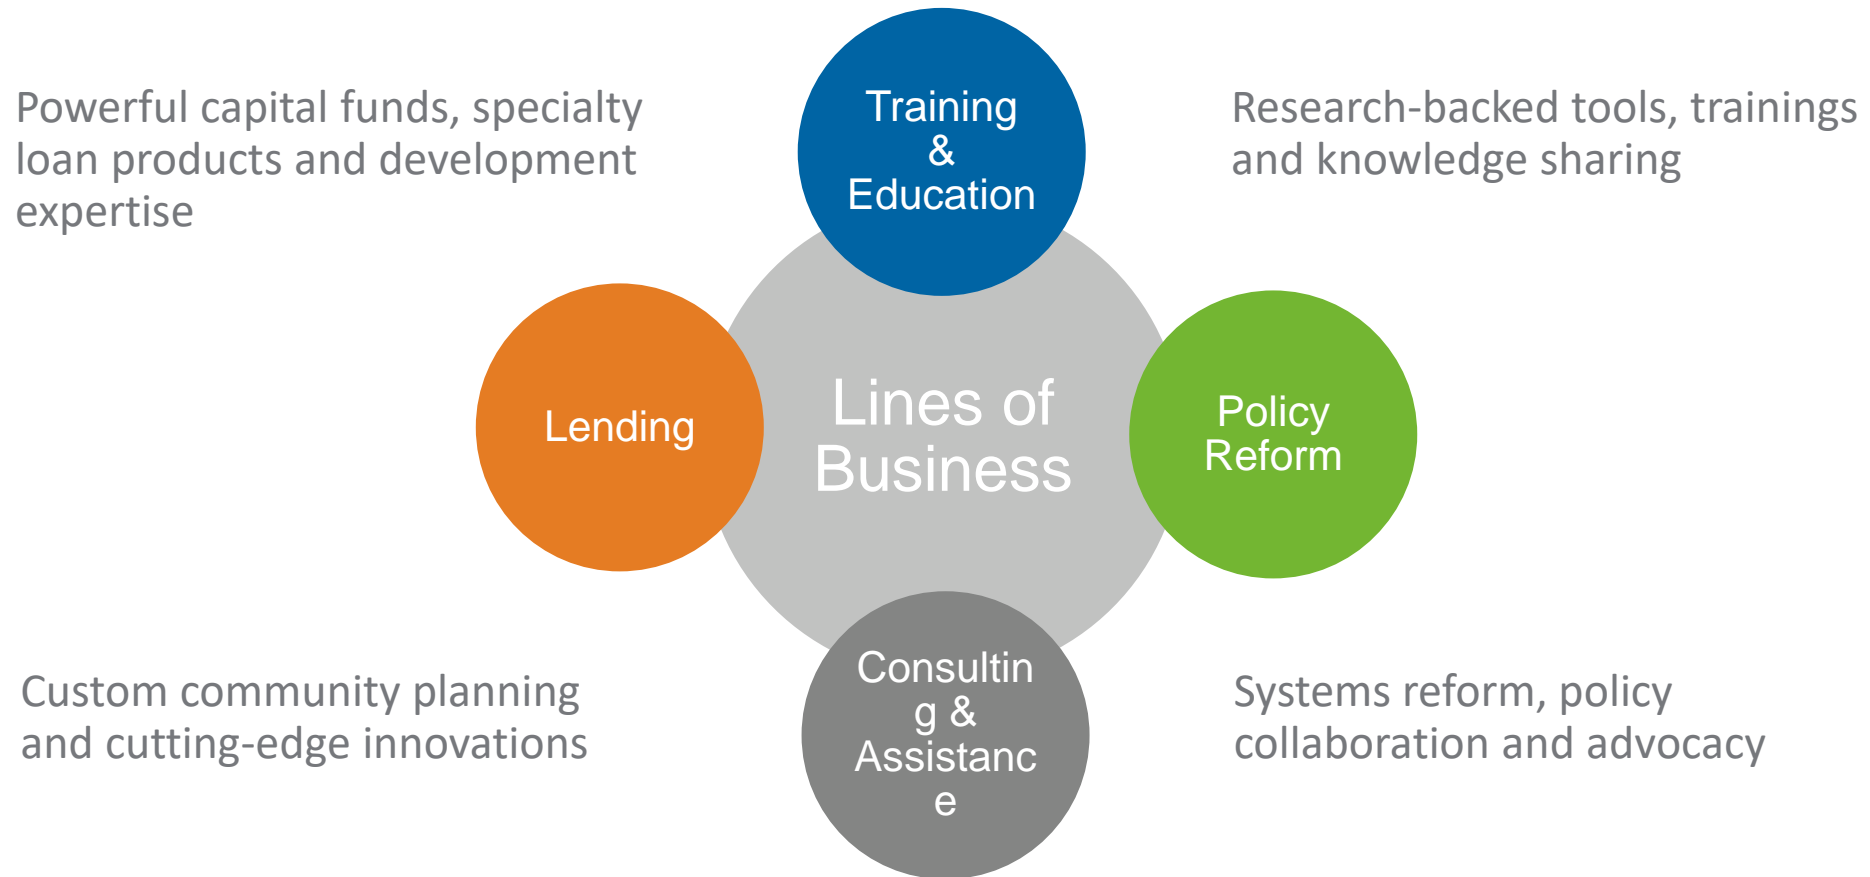 Powerful capital funds, specialty
loan products and development
expertise
Training
&
Education
Research-backed tools, trainings
and knowledge sharing
Lending
Lines of
Business
Policy
Reform
Custom community planning
and cutting-edge innovations
Consultin
g &
Assistanc
e
Systems reform, policy
collaboration and advocacy